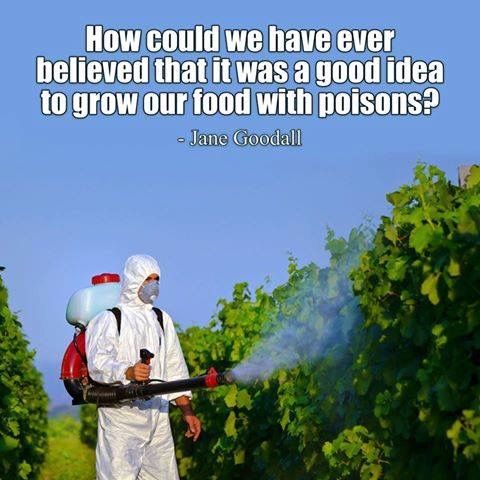 How could we have ever
believed that it was a good idea
to grow our food with poisons?
- Jane Goodall